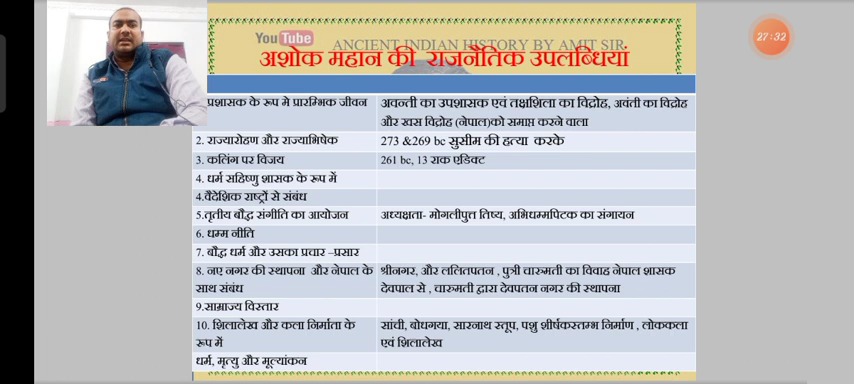 You Tube
ANCIENT INDIAN HISTORY BY AMIT SIR
अशोक महान की राजनैतिक उपलब्धियां
27:32
प्रशासक के रूप मे प्रारम्भिक जीवन
अवन्ती का उपशासक एवं तक्षशिला का विद्रोह, अवंती का विद्रोह
और खस विद्रोह (नेपाल)को समाप्त करने वाला
2. राज्यारोहण और राज्याभिषेक
273 &269 bc सुसीम की हत्या करके
3. कलिंग पर विजय
261 bc, 13 राक एडिक्ट
4. धर्म सहिष्णु शासक के रूप में
4.वैदेशिक राष्ट्रों से संबंध
5.तृतीय बौद्ध संगीति का आयोजन
अध्यक्षता- मोगलीपुत्त तिष्य, अभिधम्मपिटक का संगायन
6. धम्म नीति
7. बौद्ध धर्म और उसका प्रचार –प्रसार
8. नए नगर की स्थापना और नेपाल के
साथ संबंध
श्रीनगर, और ललितपतन , पुत्री चारुमती का विवाह नेपाल शासक
देवपाल से , चारुमती द्वारा देवपतन नगर की स्थापना
9.साम्राज्य विस्तार
10. शिलालेख और कला निर्माता के
रूप में
सांची, बोधगया, सारनाथ स्तूप, पशु शीर्षकस्तम्भ निर्माण , लोककला
एवं शिलालेख
धर्म, मृत्यु और मूल्यांकन